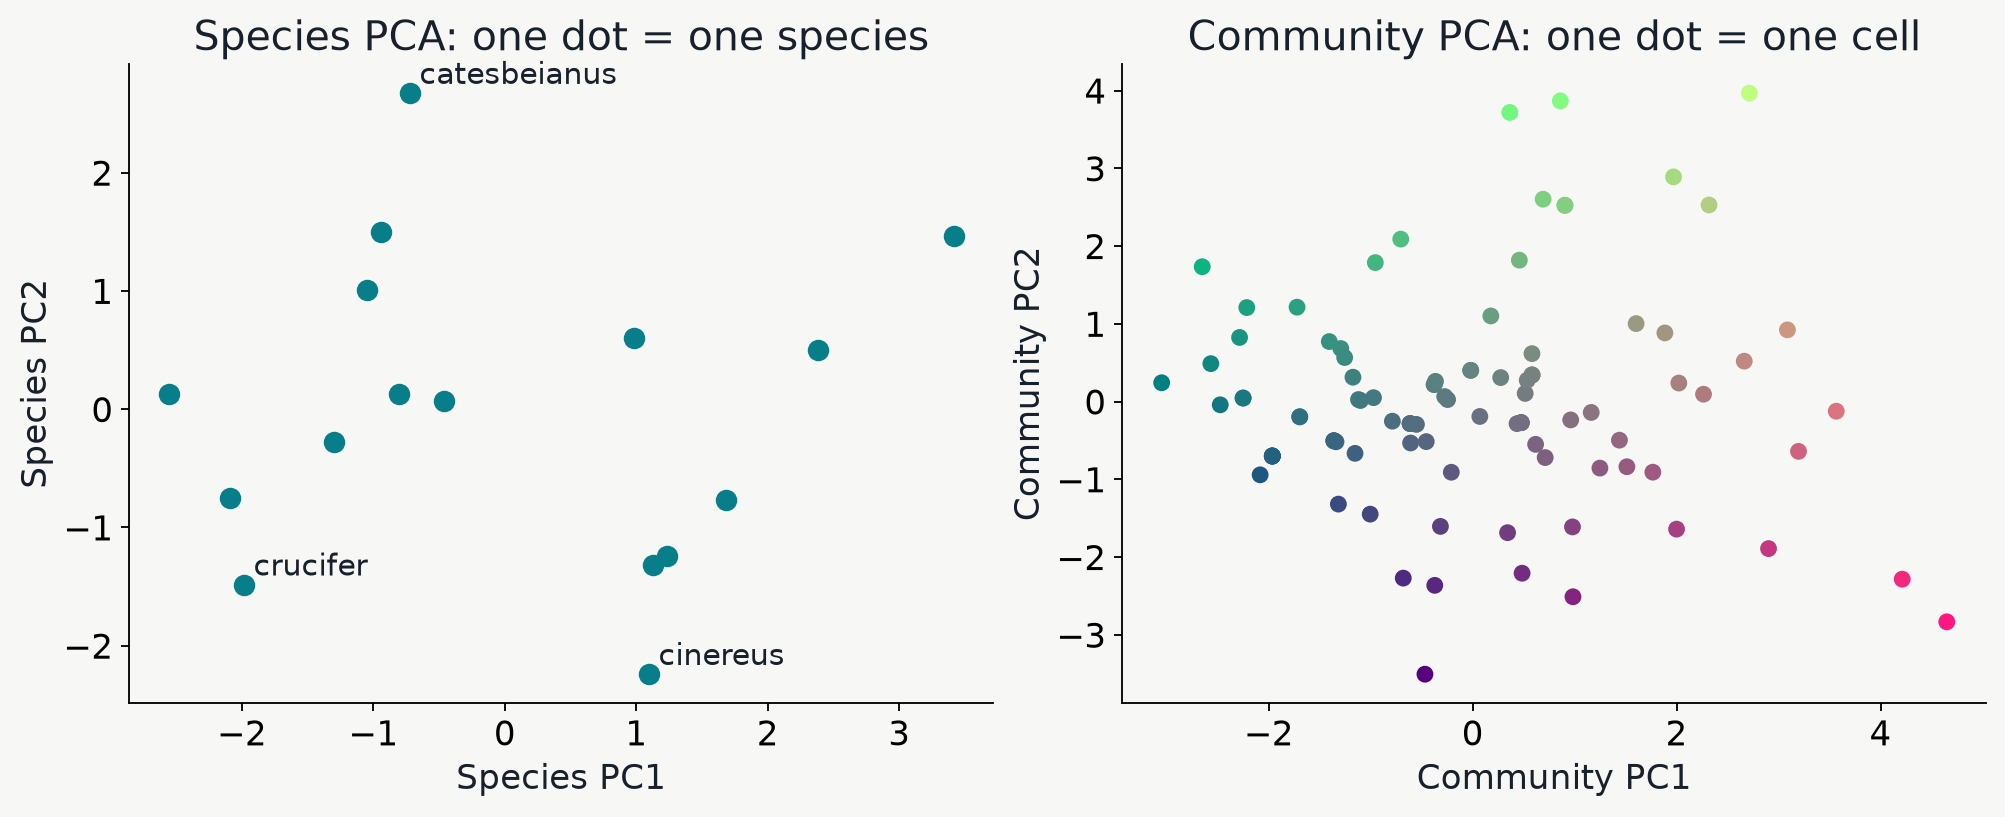 Species PCA: one dot = one species
catesbeianus
crucifer
cinereus
2
1
0
−1
−2
Species PC2
−2
−1
0
1
2
3
Species PC1
Community PCA: one dot = one cell
4
3
2
1
0
−1
−2
−3
Community PC2
−2
0
2
4
Community PC1